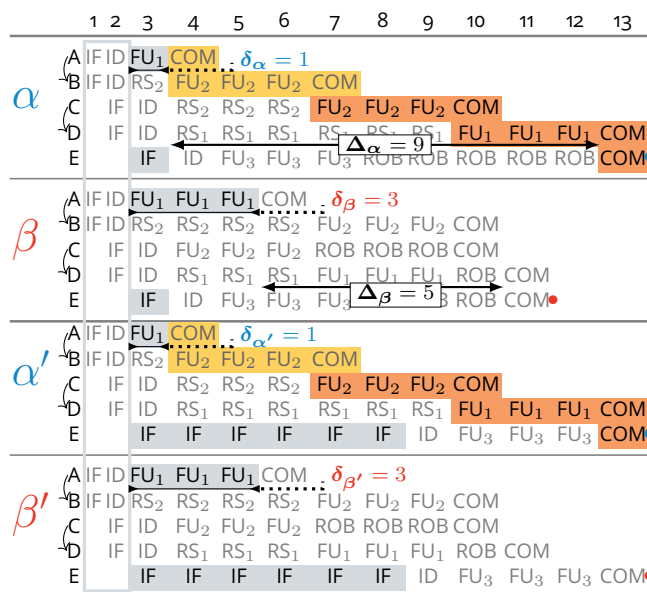 1 2 3 4 5 6 7 8 9 10 11 12 13
α
A IF ID FU₁ COM δ_α = 1
B IF ID RS₂ FU₂ FU₂ FU₂ COM
C IF ID RS₂ RS₂ RS₂ FU₂ FU₂ FU₂ COM
D IF ID RS₁ RS₁ RS₁ RS₁ RS₁ RS₁ FU₁ FU₁ FU₁ COM
Δ_α = 9
E IF ID FU₃ FU₃ FU₃ ROB ROB ROB ROB ROB COM
β
A IF ID FU₁ FU₁ FU₁ COM δ_β = 3
B IF ID RS₂ RS₂ RS₂ RS₂ FU₂ FU₂ FU₂ COM
C IF ID FU₂ FU₂ FU₂ ROB ROB ROB COM
D IF ID RS₁ RS₁ RS₁ FU₁ FU₁ FU₁ ROB COM
Δ_β = 5
E IF ID FU₃ FU₃ FU₃ ROB ROB COM
α′
A IF ID FU₁ COM δ_α′ = 1
B IF ID RS₂ FU₂ FU₂ FU₂ COM
C IF ID RS₂ RS₂ RS₂ FU₂ FU₂ FU₂ COM
D IF ID RS₁ RS₁ RS₁ RS₁ RS₁ RS₁ FU₁ FU₁ FU₁ COM
E IF IF IF IF IF IF ID FU₃ FU₃ FU₃ COM
β′
A IF ID FU₁ FU₁ FU₁ COM δ_β′ = 3
B IF ID RS₂ RS₂ RS₂ RS₂ FU₂ FU₂ FU₂ COM
C IF ID FU₂ FU₂ FU₂ ROB ROB ROB COM
D IF ID RS₁ RS₁ RS₁ FU₁ FU₁ FU₁ ROB COM
E IF IF IF IF IF IF ID FU₃ FU₃ FU₃ COM